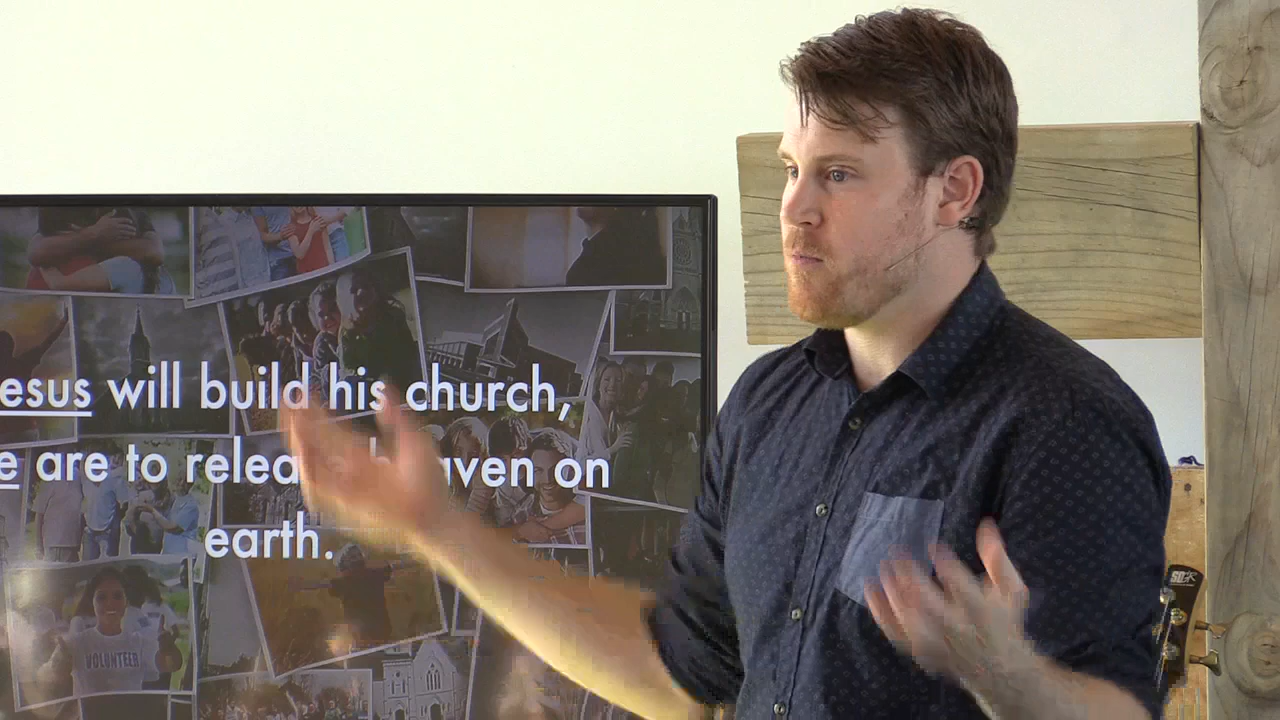 esus will build his church,
e are to relea aven on
earth.
VOLUNTEER